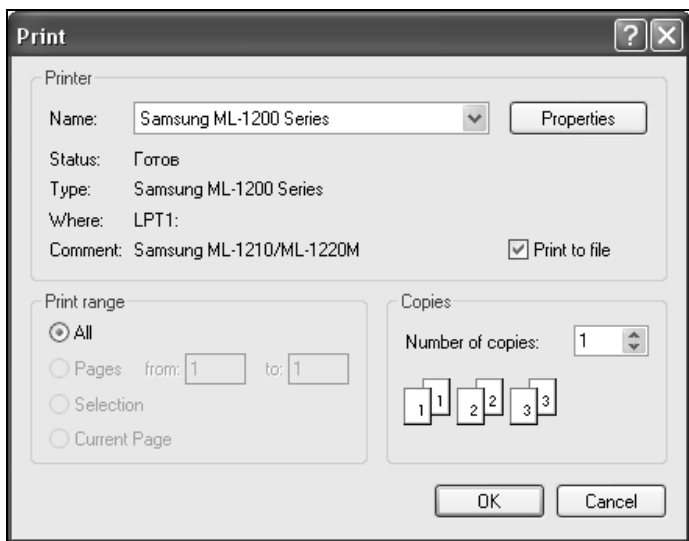 Print
Printer
Name: Samsung ML-1200 Series Properties
Status: Готов
Type: Samsung ML-1200 Series
Where: LPT1:
Comment: Samsung ML-1210/ML-1220M Print to file
Print range
All
Pages from: 1 to: 1
Selection
Current Page
Copies
Number of copies: 1
1 1 2 2 3 3
OK Cancel